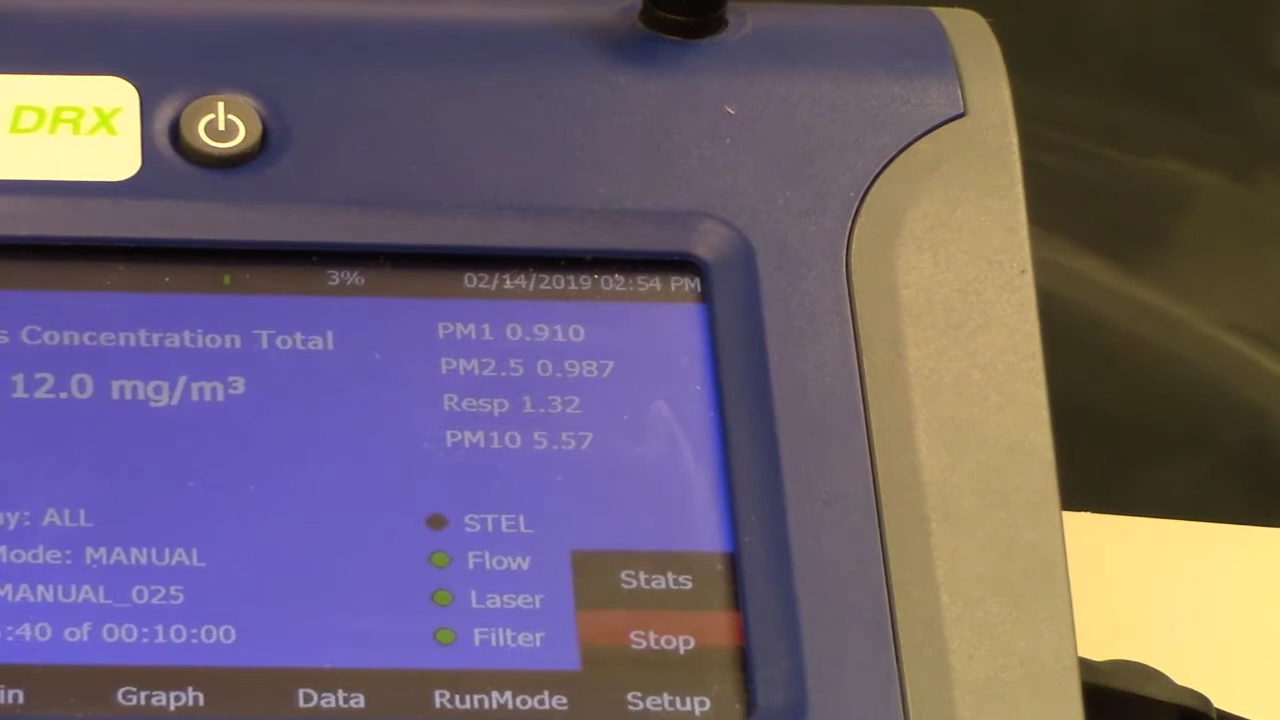 DRX
3% 02/14/2019 02:54 PM
s Concentration Total
12.0 mg/m³
PM1 0.910
PM2.5 0.987
Resp 1.32
PM10 5.57
ay: ALL
Mode: MANUAL
MANUAL_025
:40 of 00:10:00
STEL
Flow
Laser
Filter
Stats
Stop
in Graph Data RunMode Setup